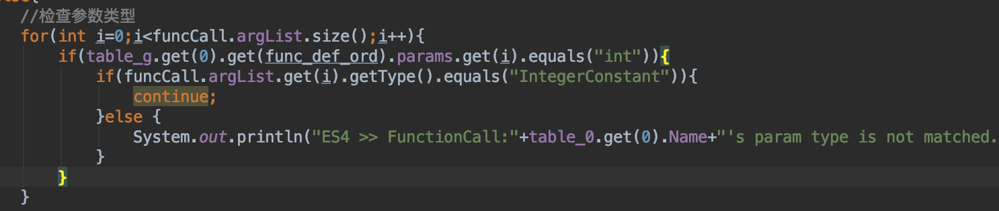 else{
//检查参数类型
for(int i=0;i<funcCall.argList.size();i++){
if(table_g.get(0).get(func_def_ord).params.get(i).equals("int")){
if(funcCall.argList.get(i).getType().equals("IntegerConstant")){
continue;
}else {
System.out.println("ES4 >> FunctionCall:"+table_0.get(0).Name+"'s param type is not matched.
}
}
}